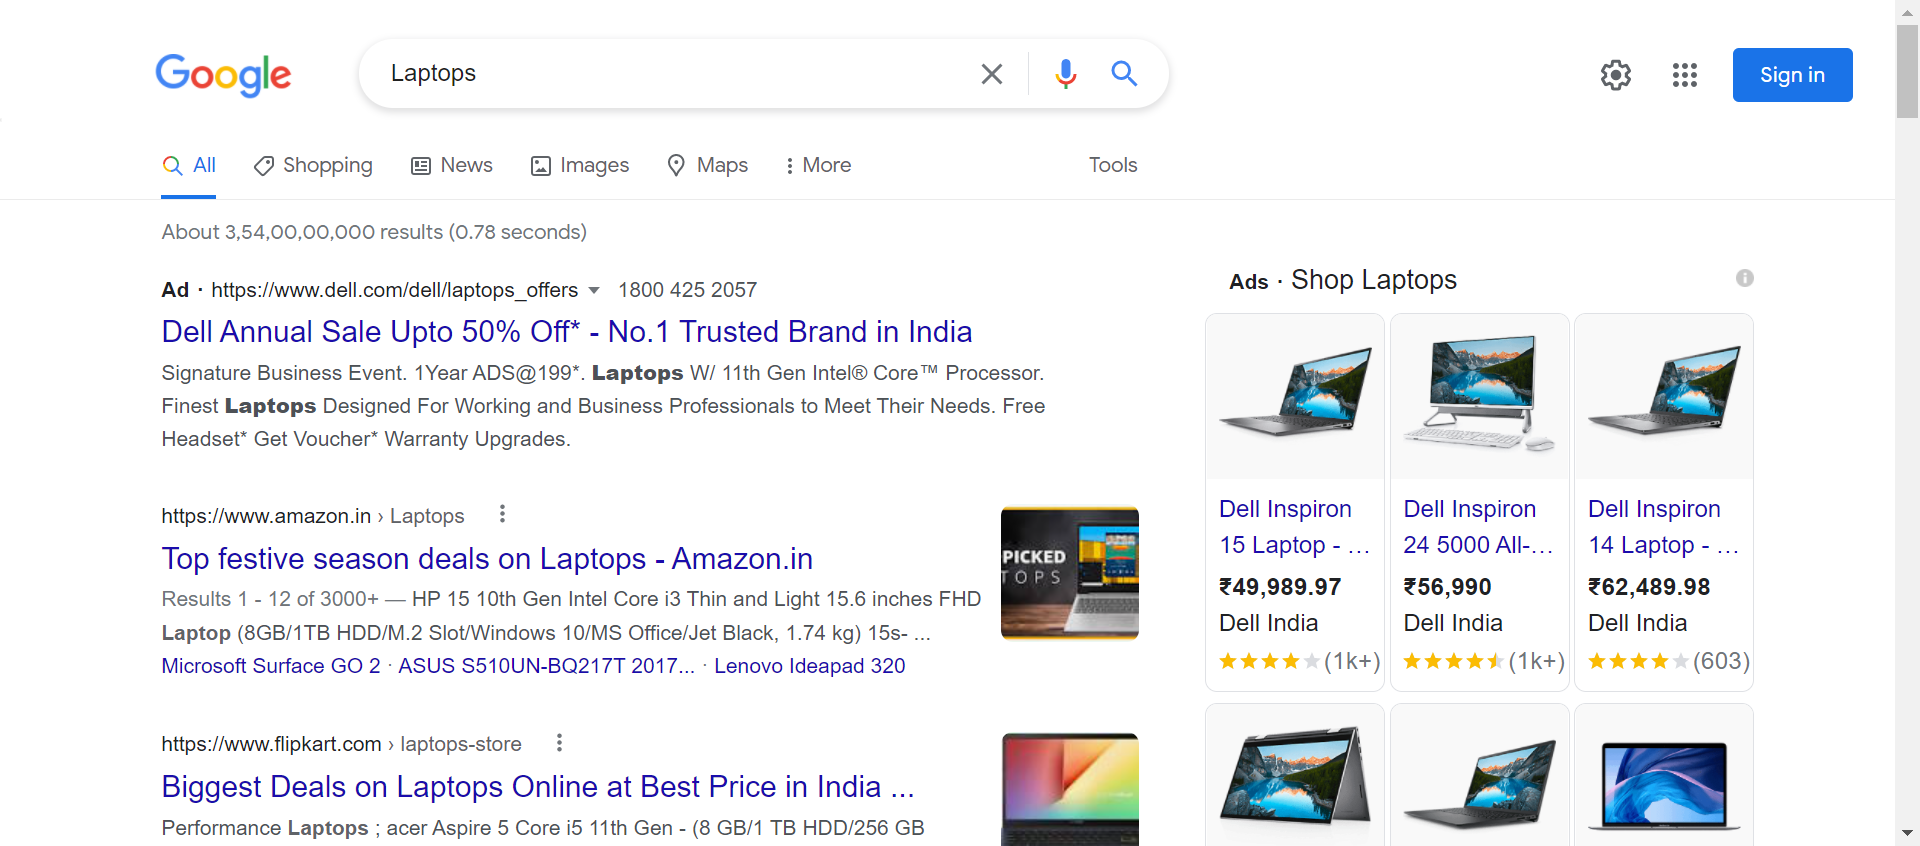 Google
Laptops
Sign in
All
Shopping
News
Images
Maps
More
Tools
About 3,54,00,00,000 results (0.78 seconds)
Ad · https://www.dell.com/dell/laptops_offers 1800 425 2057
Dell Annual Sale Upto 50% Off* - No.1 Trusted Brand in India
Signature Business Event. 1Year ADS@199*. Laptops W/ 11th Gen Intel® Core™ Processor.
Finest Laptops Designed For Working and Business Professionals to Meet Their Needs. Free
Headset* Get Voucher* Warranty Upgrades.
https://www.amazon.in › Laptops
Top festive season deals on Laptops - Amazon.in
Results 1 - 12 of 3000+ — HP 15 10th Gen Intel Core i3 Thin and Light 15.6 inches FHD
Laptop (8GB/1TB HDD/M.2 Slot/Windows 10/MS Office/Jet Black, 1.74 kg) 15s- ...
Microsoft Surface GO 2 · ASUS S510UN-BQ217T 2017... · Lenovo Ideapad 320
PICKED
TOPS
https://www.flipkart.com › laptops-store
Biggest Deals on Laptops Online at Best Price in India ...
Performance Laptops ; acer Aspire 5 Core i5 11th Gen - (8 GB/1 TB HDD/256 GB
Ads · Shop Laptops
Dell Inspiron
15 Laptop - ...
₹49,989.97
Dell India
(1k+)
Dell Inspiron
24 5000 All-...
₹56,990
Dell India
(1k+)
Dell Inspiron
14 Laptop - ...
₹62,489.98
Dell India
(603)